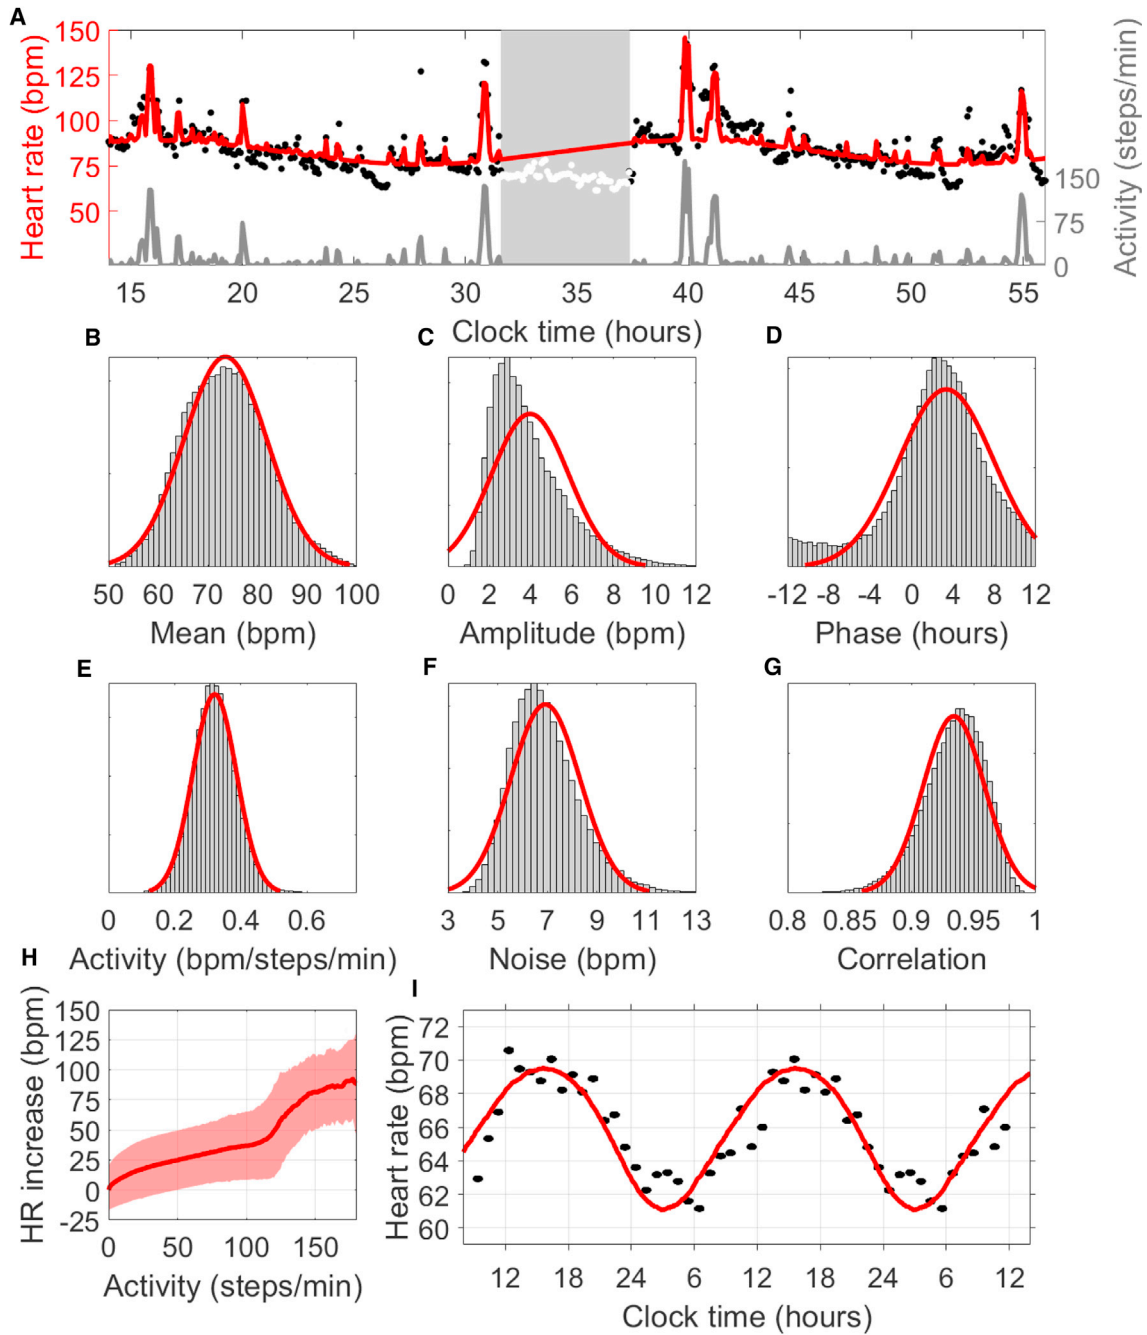 A
Heart rate (bpm)
150
125
100
75
50
Activity (steps/min)
150
75
0
15 20 25 30 35 40 45 50 55
Clock time (hours)
B
50 60 70 80 90 100
Mean (bpm)
C
0 2 4 6 8 10 12
Amplitude (bpm)
D
-12 -8 -4 0 4 8 12
Phase (hours)
E
0 0.2 0.4 0.6
Activity (bpm/steps/min)
F
3 5 7 9 11 13
Noise (bpm)
G
0.8 0.85 0.9 0.95 1
Correlation
H
HR increase (bpm)
150
125
100
75
50
25
0
-25
0 50 100 150
Activity (steps/min)
I
Heart rate (bpm)
72
70
68
66
64
62
60
12 18 24 6 12 18 24 6 12
Clock time (hours)